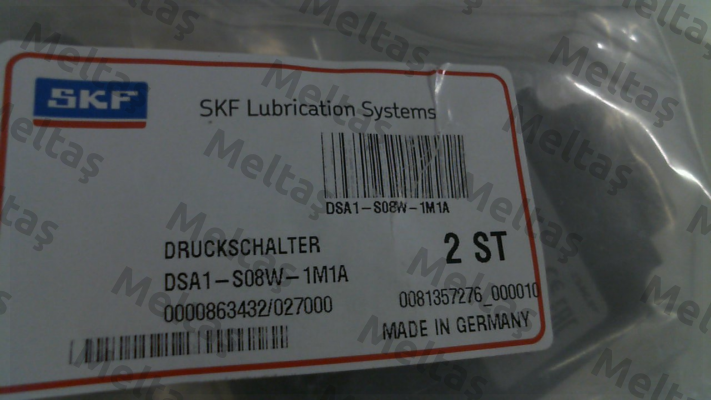 SKF
SKF Lubrication Systems
DSA1-S08W-1M1A
DRUCKSCHALTER
2 ST
DSA1-S08W-1M1A
0000863432/027000
0081357276_000010
MADE IN GERMANY
Meltaş